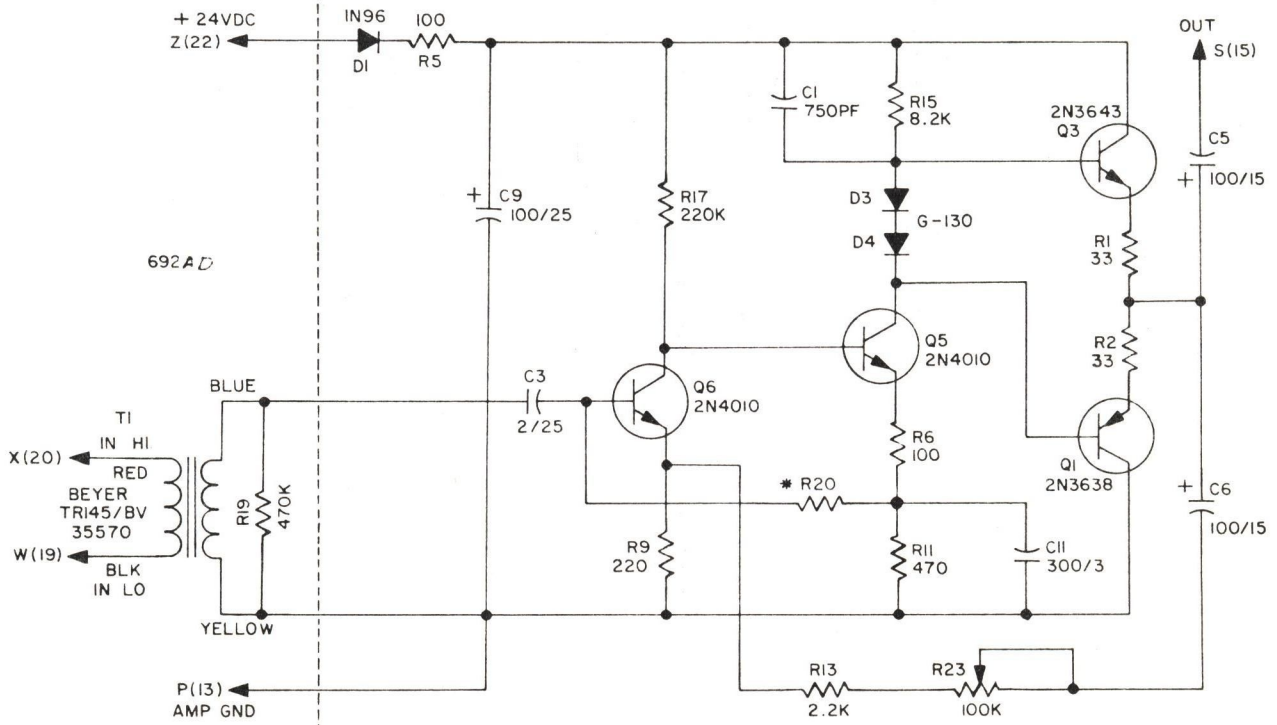 + 24VDC
Z(22)
IN96
D1
100
R5
OUT
S(15)
C1
750PF
R15
8.2K
2N3643
Q3
C5
+
100/15
+
C9
100/25
R17
220K
D3
G-130
D4
R1
33
692AD
R2
33
Q5
2N4010
BLUE
C3
2/25
Q6
2N4010
T1
IN HI
X(20)
RED
BEYER
TR145/BV
35570
W(19)
BLK
IN LO
R19
470K
R6
100
Q1
2N3638
* R20
+
C6
100/15
R9
220
R11
470
C11
300/3
YELLOW
P(13)
AMP GND
R13
2.2K
R23
100K